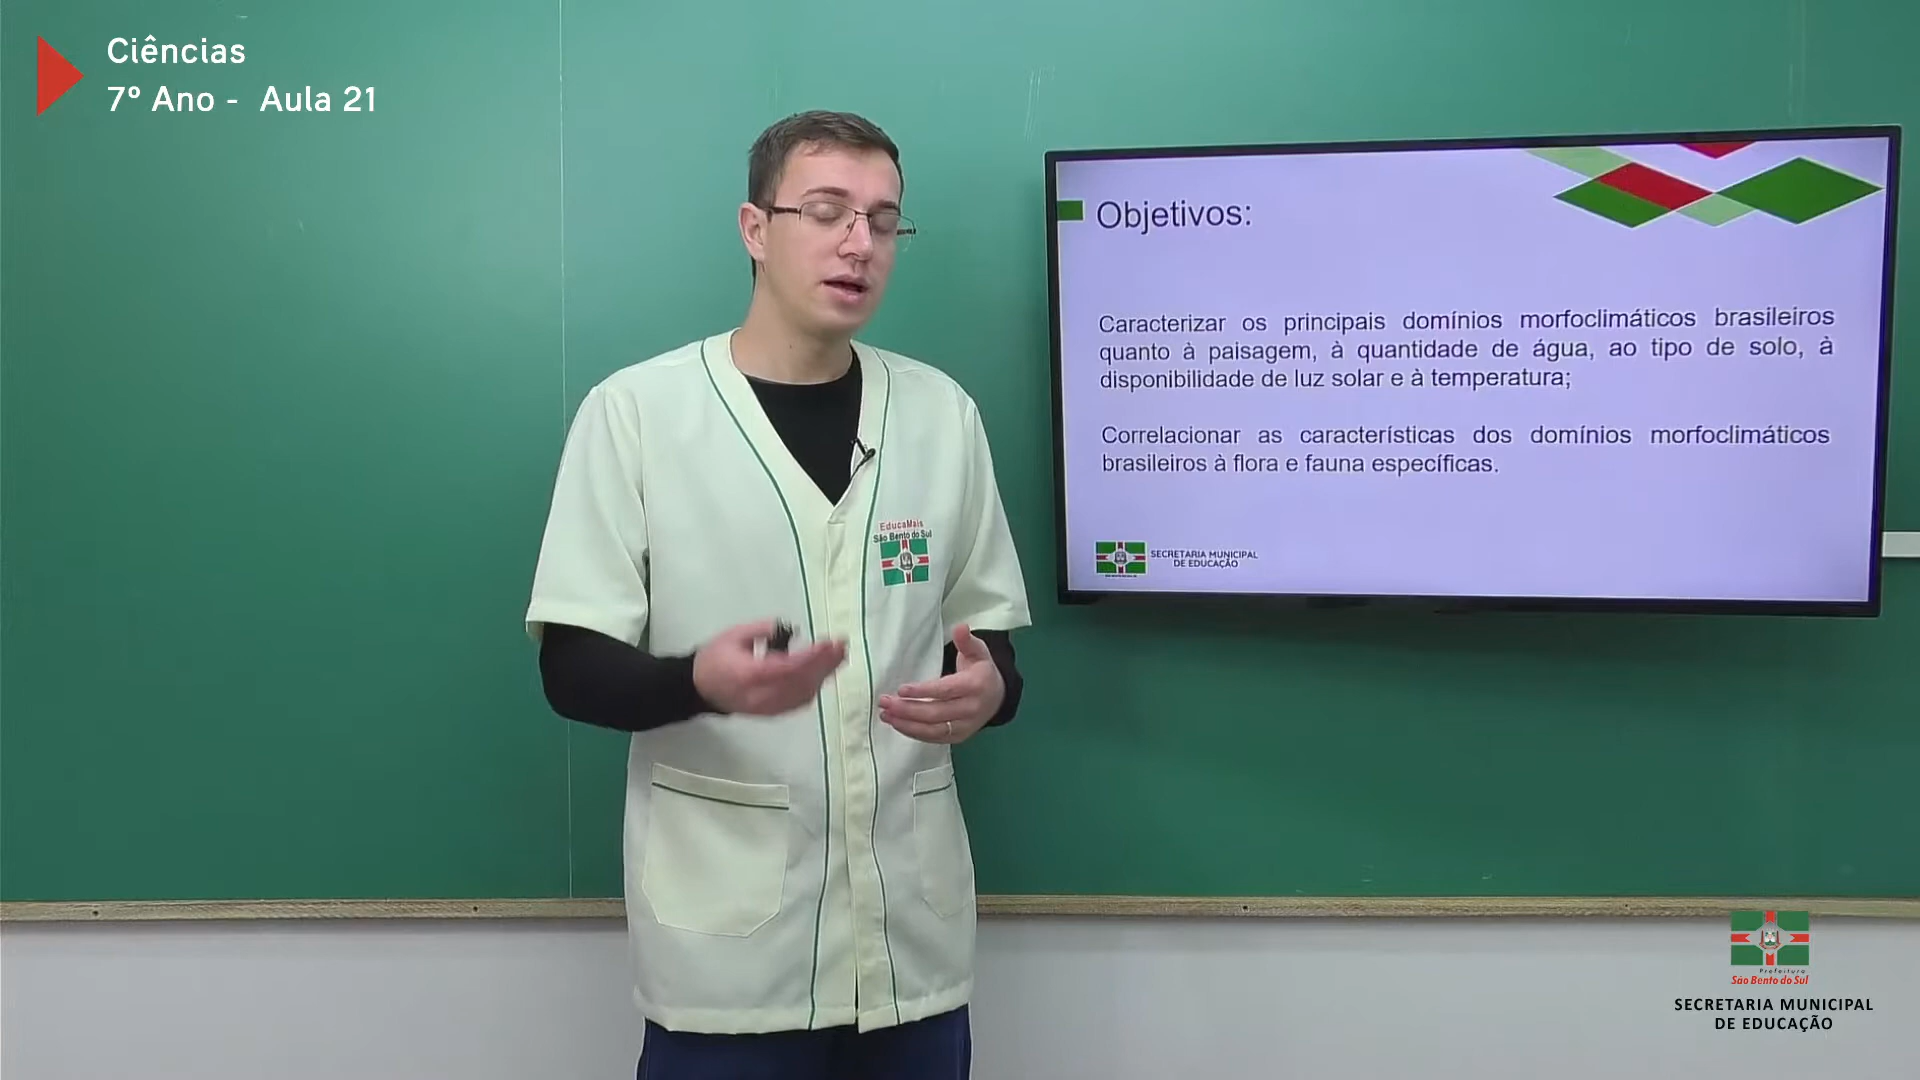 Ciências
7º Ano - Aula 21
Objetivos:
Caracterizar os principais domínios morfoclimáticos brasileiros
quanto à paisagem, à quantidade de água, ao tipo de solo, à
disponibilidade de luz solar e à temperatura;
Correlacionar as características dos domínios morfoclimáticos
brasileiros à flora e fauna específicas.
SECRETARIA MUNICIPAL
DE EDUCAÇÃO
EducaMais
São Bento do Sul
Prefeitura
São Bento do Sul
SECRETARIA MUNICIPAL
DE EDUCAÇÃO